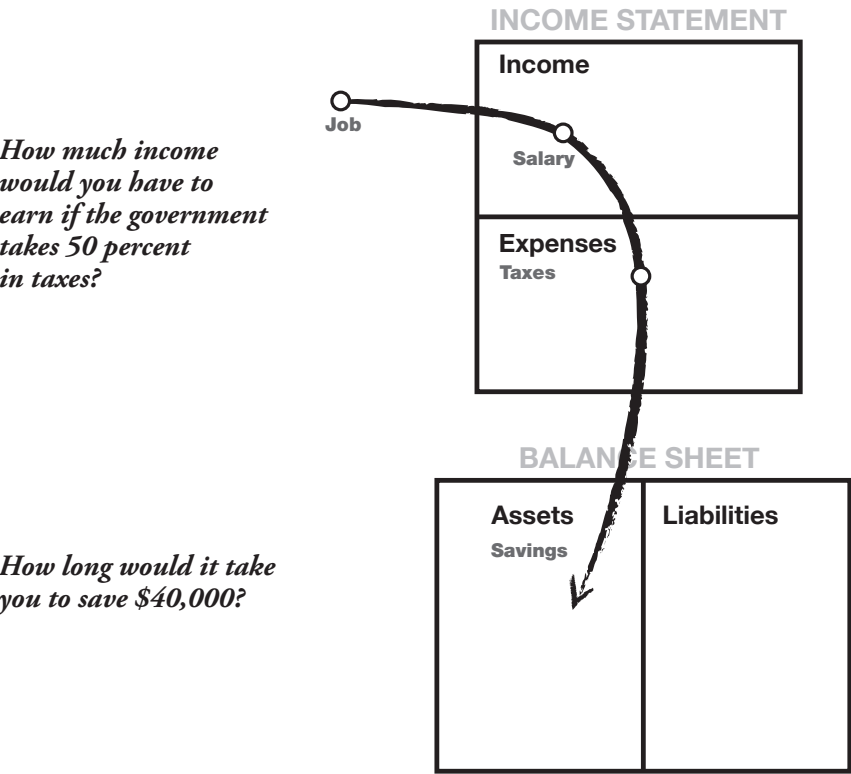 INCOME STATEMENT
Income
Job
Salary
How much income
would you have to
earn if the government
takes 50 percent
in taxes?
Expenses
Taxes
BALANCE SHEET
Assets
Liabilities
Savings
How long would it take
you to save $40,000?